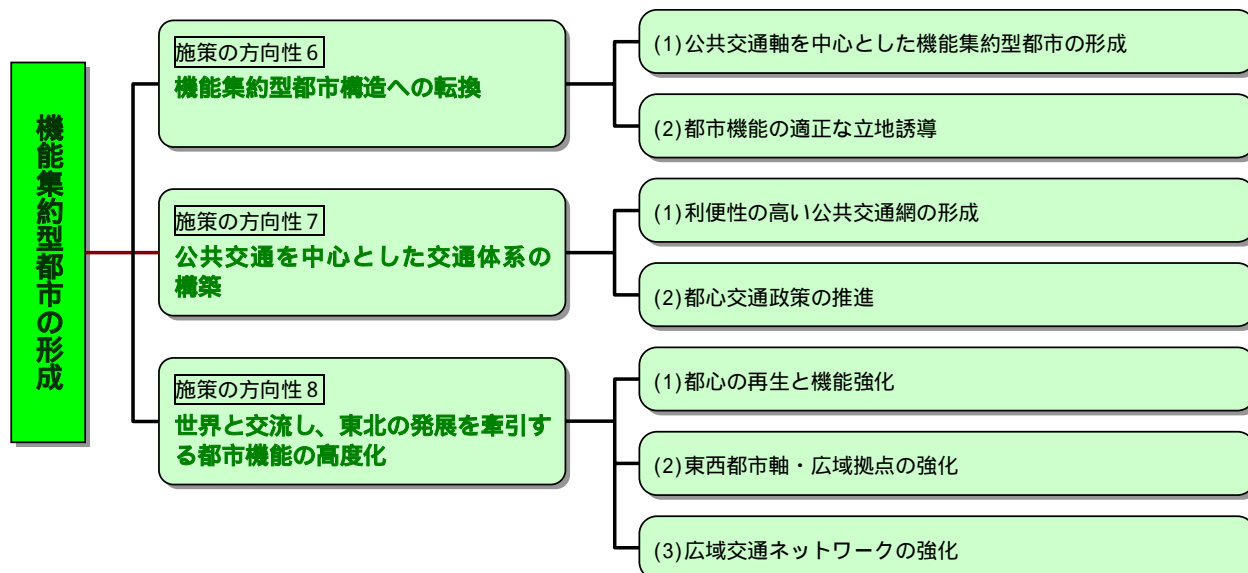 機能集約型都市の形成
施策の方向性6
機能集約型都市構造への転換
(1)公共交通軸を中心とした機能集約型都市の形成
(2)都市機能の適正な立地誘導
施策の方向性7
公共交通を中心とした交通体系の
構築
(1)利便性の高い公共交通網の形成
(2)都心交通政策の推進
施策の方向性8
世界と交流し、東北の発展を牽引す
る都市機能の高度化
(1)都心の再生と機能強化
(2)東西都市軸・広域拠点の強化
(3)広域交通ネットワークの強化